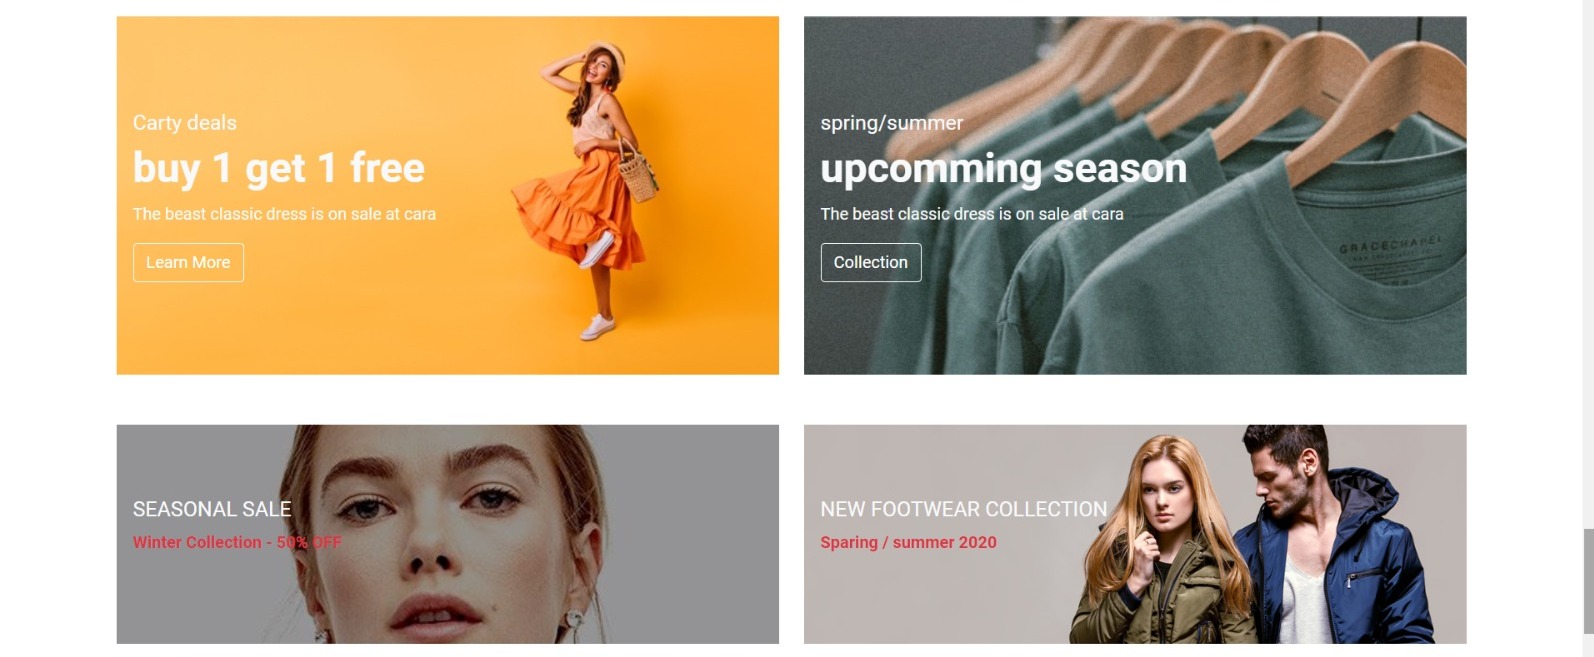 Carty deals
buy 1 get 1 free
The beast classic dress is on sale at cara
Learn More
spring/summer
upcomming season
The beast classic dress is on sale at cara
Collection
GRACECHAPEL
SEASONAL SALE
Winter Collection - 50% OFF
NEW FOOTWEAR COLLECTION
Sparing / summer 2020